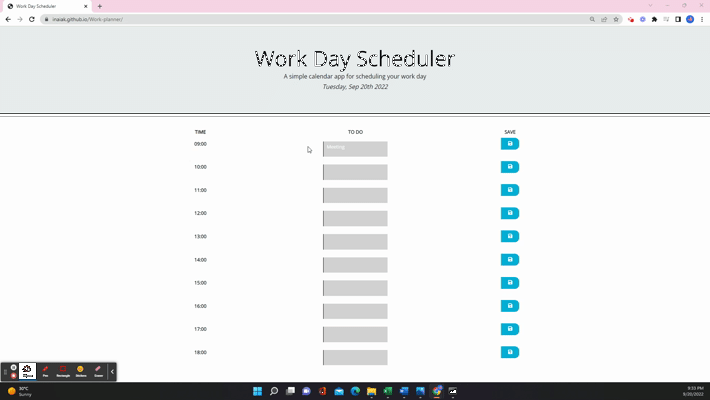 Work Day Scheduler
inaiak.github.io/Work-planner/
Work Day Scheduler
A simple calendar app for scheduling your work day
Tuesday, Sep 20th 2022
TIME TO DO SAVE
09:00 Meeting
10:00
11:00
12:00
13:00
14:00
15:00
16:00
17:00
18:00
Mouse Pen Rectangle Stickers Eraser
30°C
Sunny
9:33 PM
9/20/2022